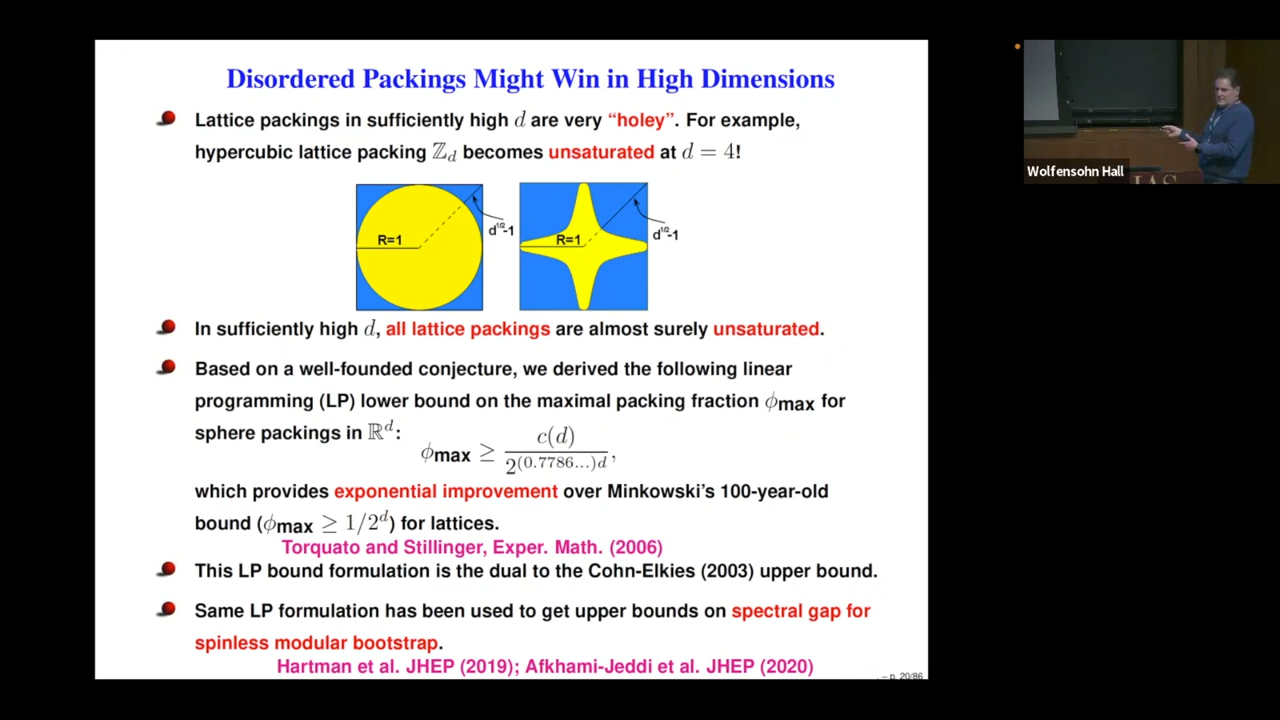 Disordered Packings Might Win in High Dimensions
Lattice packings in sufficiently high d are very “holey”. For example,
hypercubic lattice packing ℤ_d becomes unsaturated at d = 4!
R=1
d^{1/2}-1
R=1
d^{1/2}-1
In sufficiently high d, all lattice packings are almost surely unsaturated.
Based on a well-founded conjecture, we derived the following linear
programming (LP) lower bound on the maximal packing fraction ϕ_max for
sphere packings in ℝ^d:
ϕ_max ≥ c(d) / 2^{(0.7786...)d},
which provides exponential improvement over Minkowski’s 100-year-old
bound (ϕ_max ≥ 1/2^d) for lattices.
Torquato and Stillinger, Exper. Math. (2006)
This LP bound formulation is the dual to the Cohn-Elkies (2003) upper bound.
Same LP formulation has been used to get upper bounds on spectral gap for
spinless modular bootstrap.
Hartman et al. JHEP (2019); Afkhami-Jeddi et al. JHEP (2020)
– p. 20/86
Wolfensohn Hall
IAS